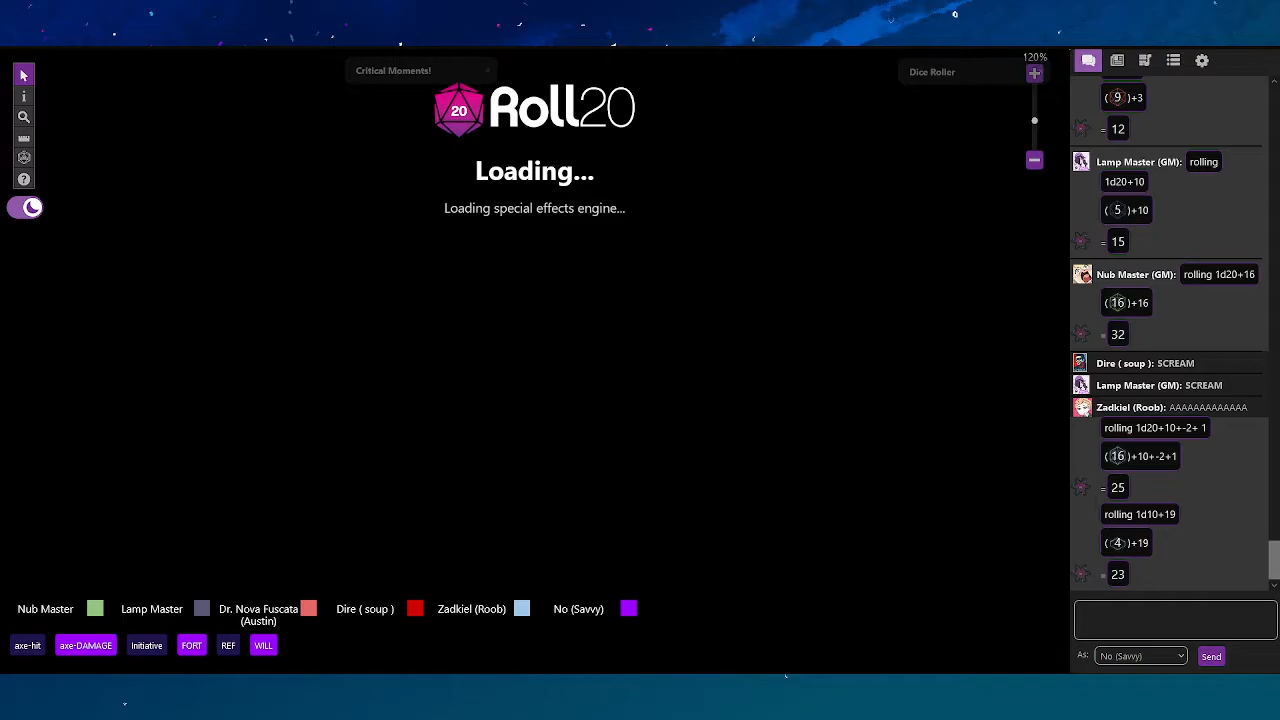 Critical Moments!
Dice Roller
120%
20 Roll20
Loading...
Loading special effects engine...
(9)+3
= 12
Lamp Master (GM): rolling
1d20+10
(5)+10
= 15
Nub Master (GM): rolling 1d20+16
(16)+16
= 32
Dire ( soup ): SCREAM
Lamp Master (GM): SCREAM
Zadkiel (Roob): AAAAAAAAAAAAA
rolling 1d20+10+-2+ 1
(16)+10+-2+1
= 25
rolling 1d10+19
(4)+19
= 23
Nub Master
Lamp Master
Dr. Nova Fuscata
(Austin)
Dire ( soup )
Zadkiel (Roob)
No (Savvy)
axe-hit
axe-DAMAGE
Initiative
FORT
REF
WILL
As: No (Savvy) Send